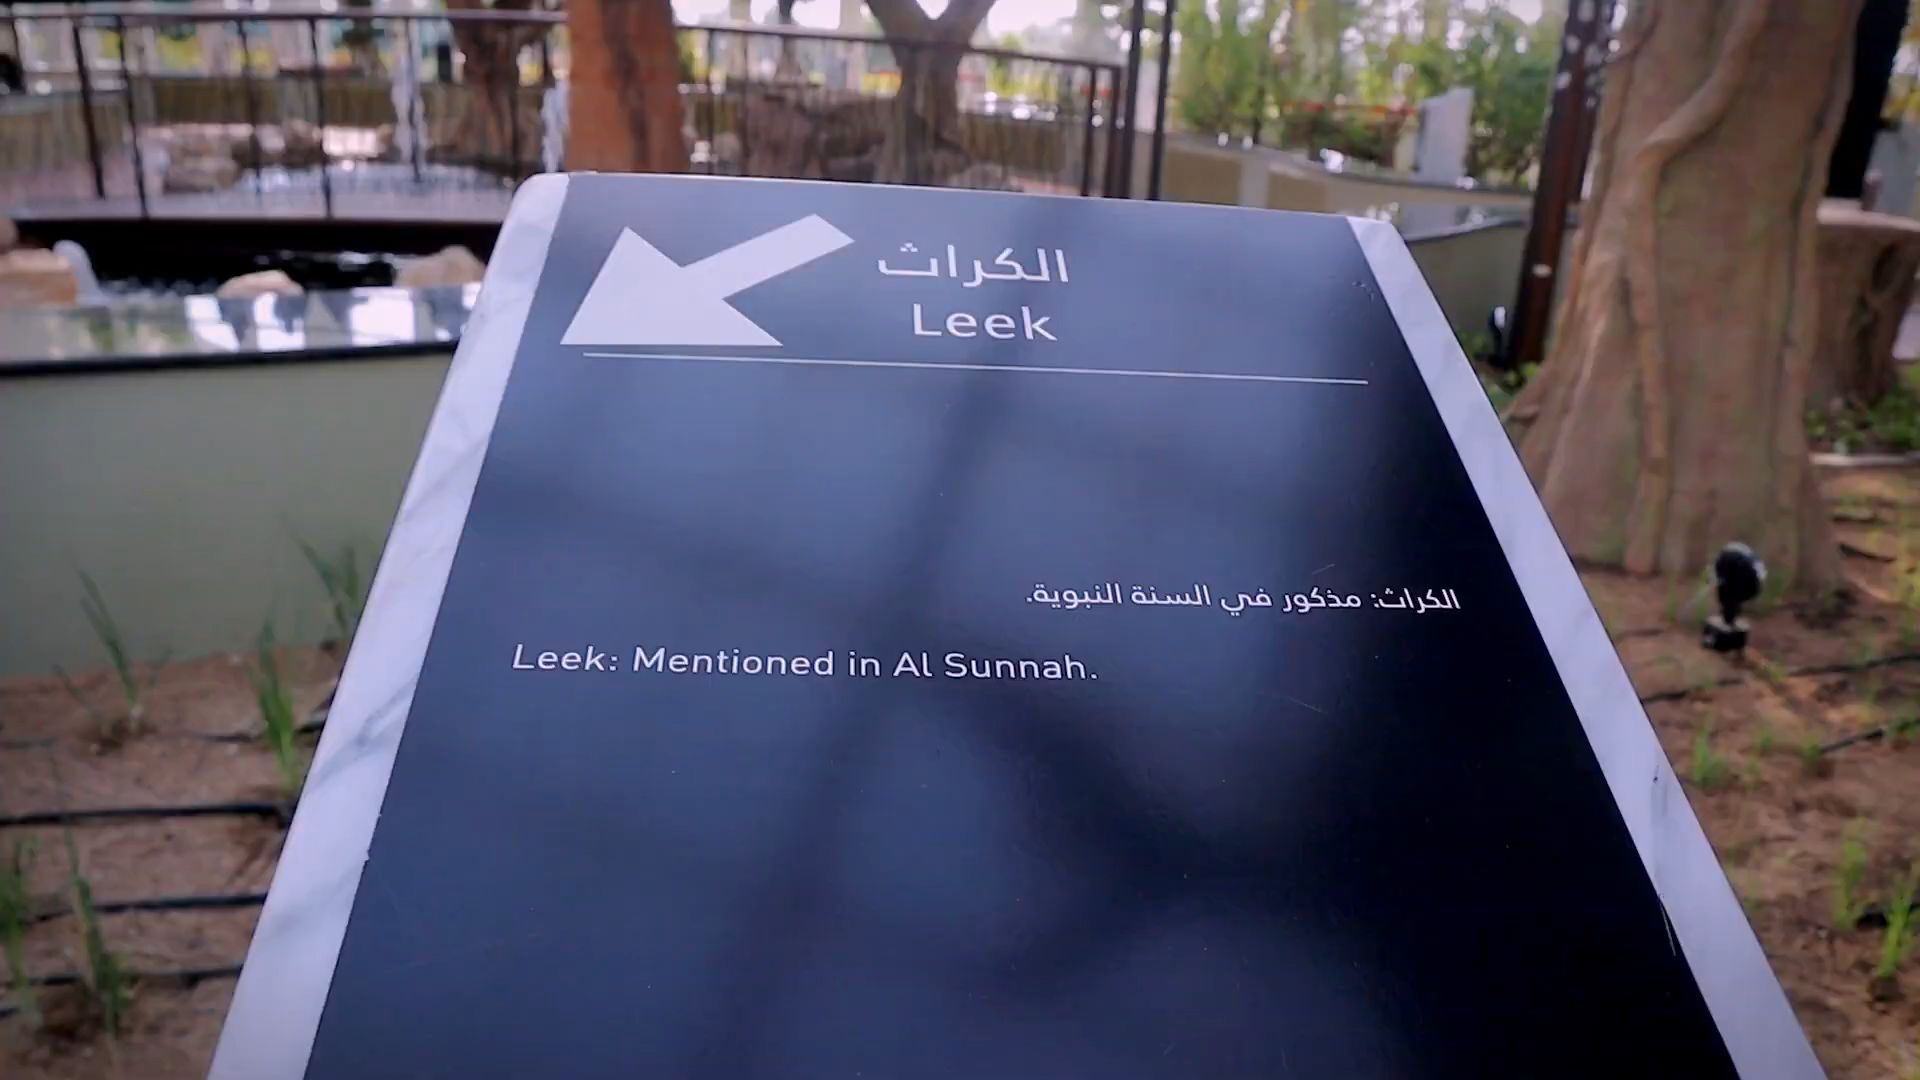 الكراث
Leek
الكراث: مذكور في السنة النبوية.
Leek: Mentioned in Al Sunnah.